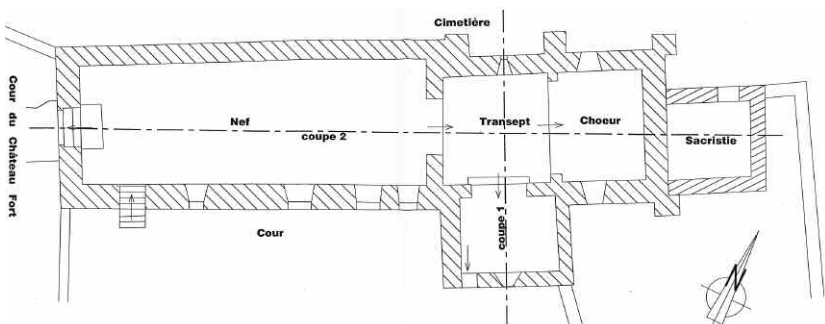 Cimetière
Cour du Château Fort
Nef
coupe 2
Transept
Choeur
Sacristie
coupe 1
Cour
N